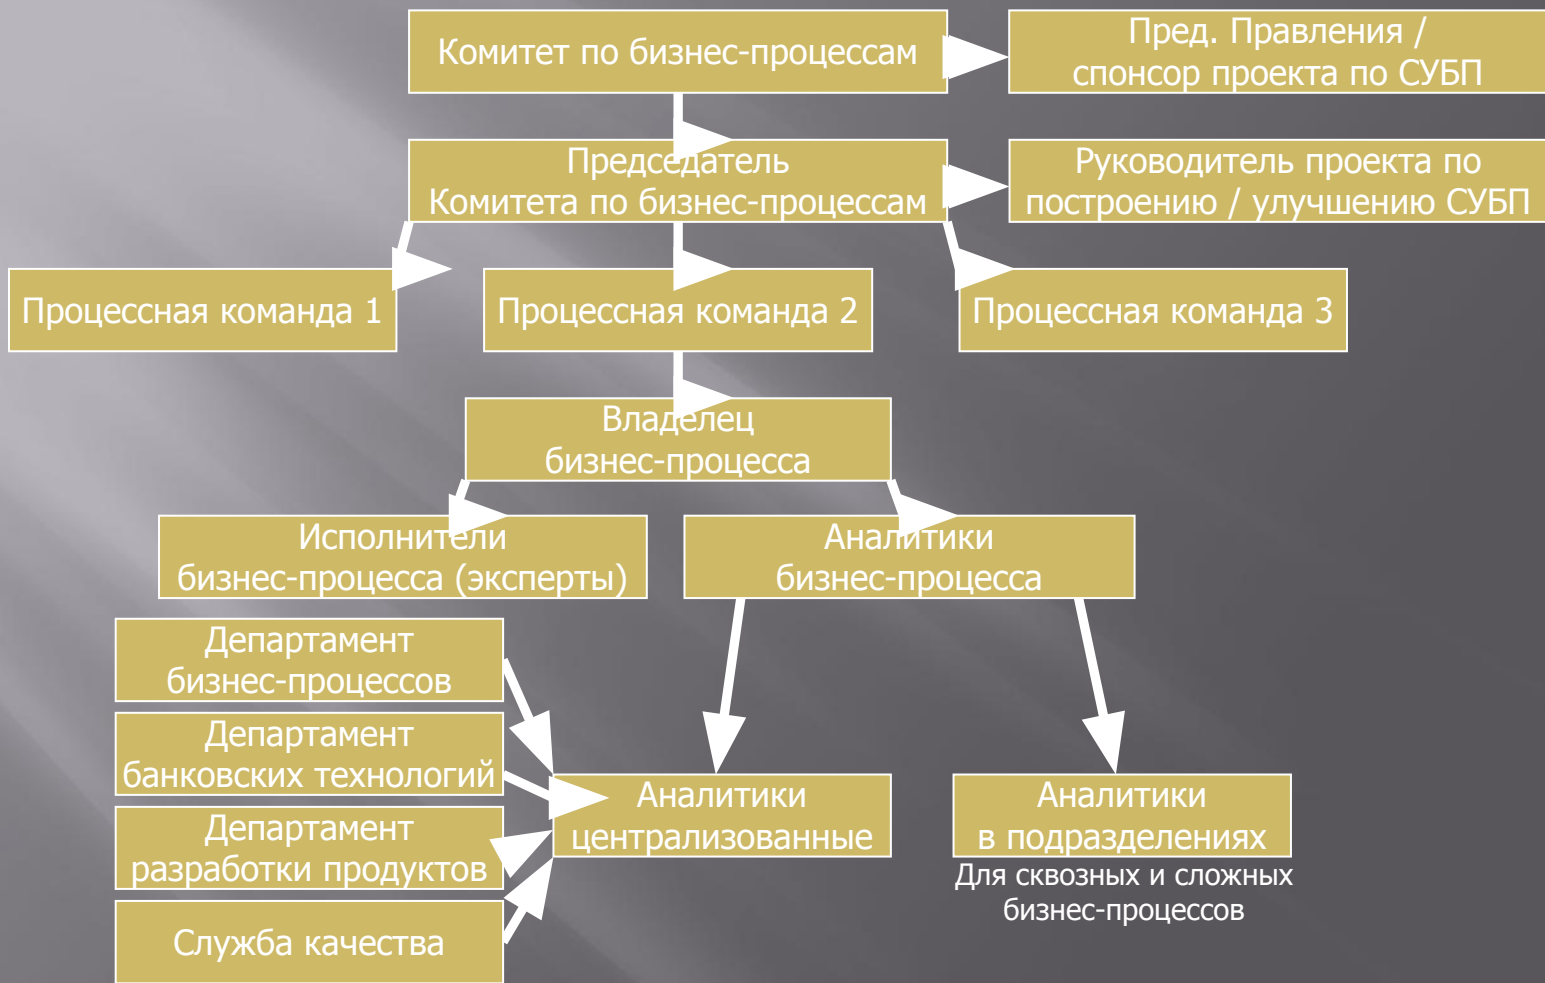 Комитет по бизнес-процессам
Пред. Правления /
спонсор проекта по СУБП
Председатель
Комитета по бизнес-процессам
Руководитель проекта по
построению / улучшению СУБП
Процессная команда 1
Процессная команда 2
Процессная команда 3
Владелец
бизнес-процесса
Исполнители
бизнес-процесса (эксперты)
Аналитики
бизнес-процесса
Департамент
бизнес-процессов
Департамент
банковских технологий
Департамент
разработки продуктов
Служба качества
Аналитики
централизованные
Аналитики
в подразделениях
Для сквозных и сложных
бизнес-процессов